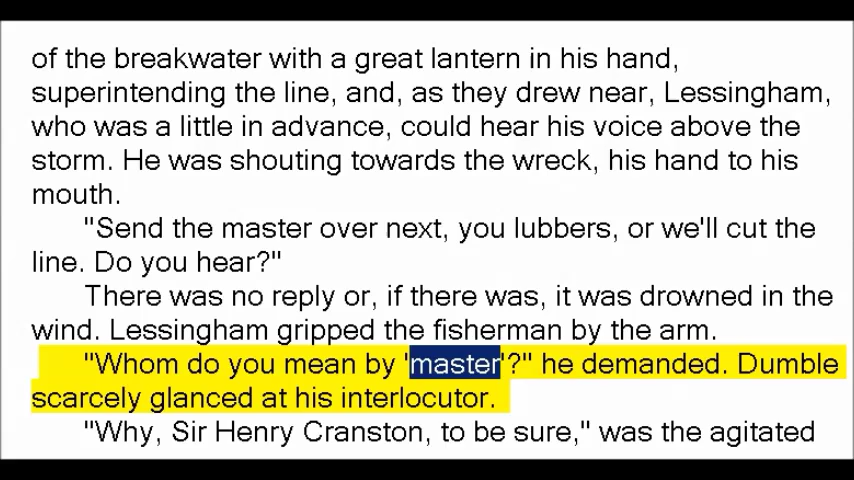 of the breakwater with a great lantern in his hand,
superintending the line, and, as they drew near, Lessingham,
who was a little in advance, could hear his voice above the
storm. He was shouting towards the wreck, his hand to his
mouth.
"Send the master over next, you lubbers, or we'll cut the
line. Do you hear?"
There was no reply or, if there was, it was drowned in the
wind. Lessingham gripped the fisherman by the arm.
"Whom do you mean by 'master'?" he demanded. Dumble
scarcely glanced at his interlocutor.
"Why, Sir Henry Cranston, to be sure," was the agitated